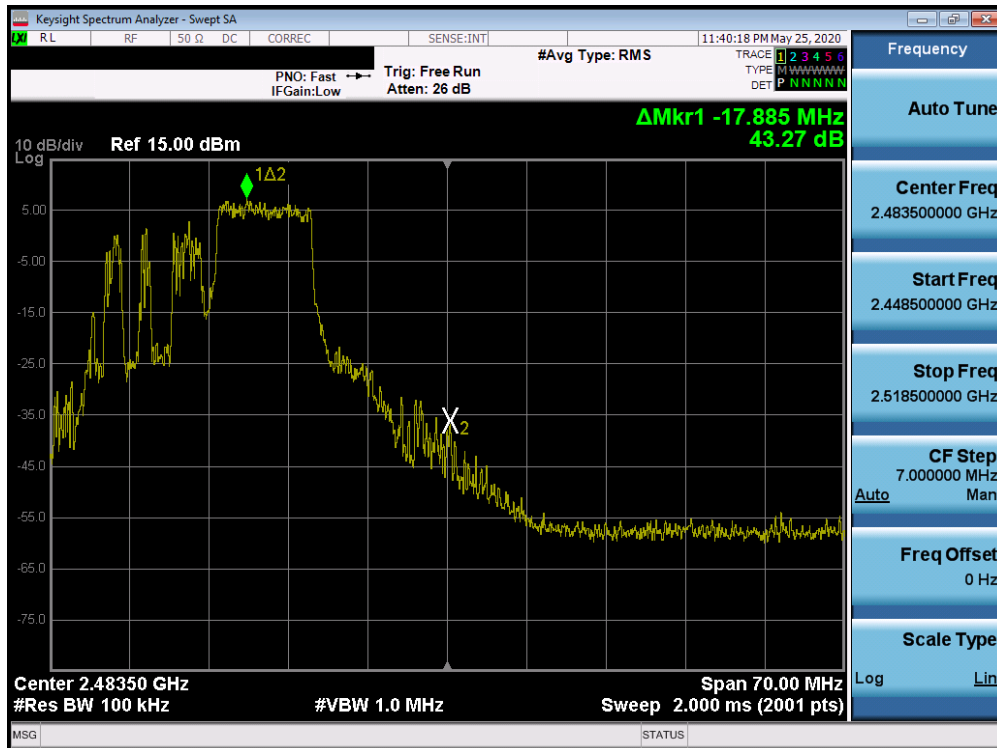 Keysight Spectrum Analyzer - Swept SA
LXI RL RF 50 Ω DC CORREC SENSE:INT 11:40:18 PM May 25, 2020
PNO: Fast Trig: Free Run #Avg Type: RMS TRACE 1 2 3 4 5 6
IFGain:Low Atten: 26 dB TYPE M WWWWW
DET P N N N N N
ΔMkr1 -17.885 MHz
43.27 dB
10 dB/div Ref 15.00 dBm
Log
1Δ2
5.00
-5.00
-15.0
-25.0
-35.0
X2
-45.0
-55.0
-65.0
-75.0
Center 2.48350 GHz Span 70.00 MHz
#Res BW 100 kHz #VBW 1.0 MHz Sweep 2.000 ms (2001 pts)
MSG STATUS
Frequency
Auto Tune
Center Freq
2.483500000 GHz
Start Freq
2.448500000 GHz
Stop Freq
2.518500000 GHz
CF Step
7.000000 MHz
Auto Man
Freq Offset
0 Hz
Scale Type
Log Lin